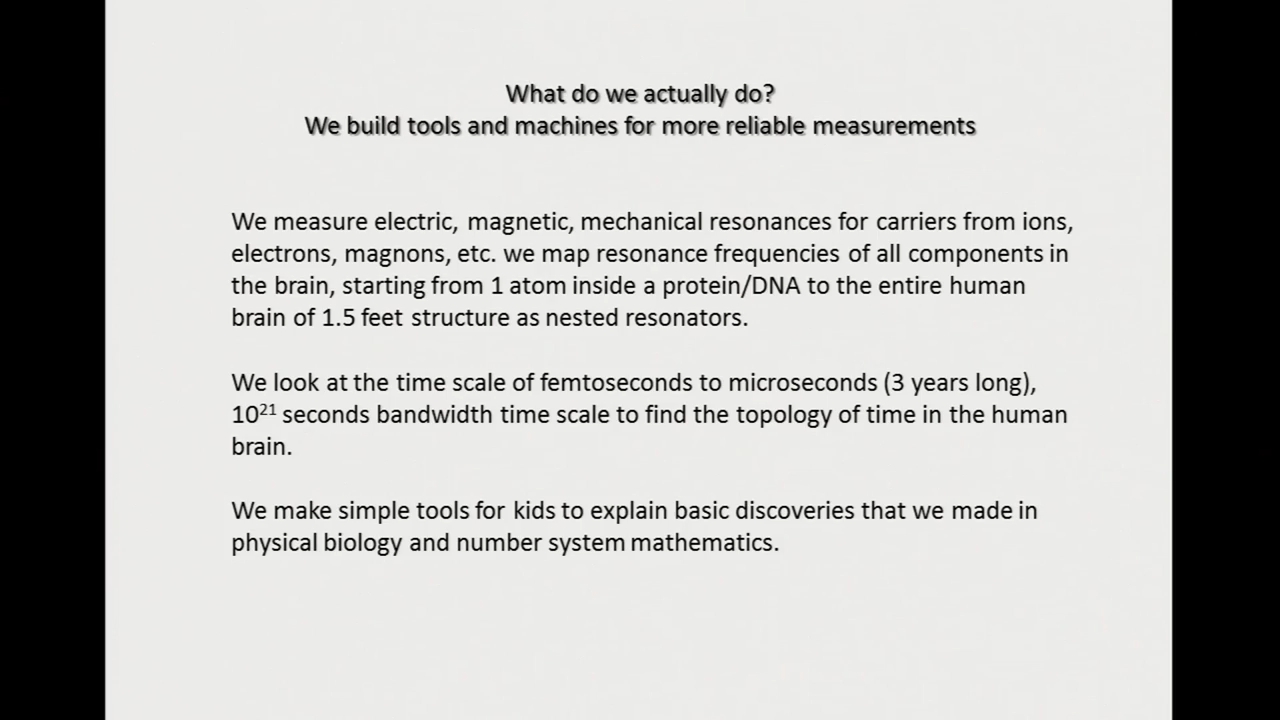 What do we actually do?
We build tools and machines for more reliable measurements
We measure electric, magnetic, mechanical resonances for carriers from ions,
electrons, magnons, etc. we map resonance frequencies of all components in
the brain, starting from 1 atom inside a protein/DNA to the entire human
brain of 1.5 feet structure as nested resonators.
We look at the time scale of femtoseconds to microseconds (3 years long),
10²¹ seconds bandwidth time scale to find the topology of time in the human
brain.
We make simple tools for kids to explain basic discoveries that we made in
physical biology and number system mathematics.